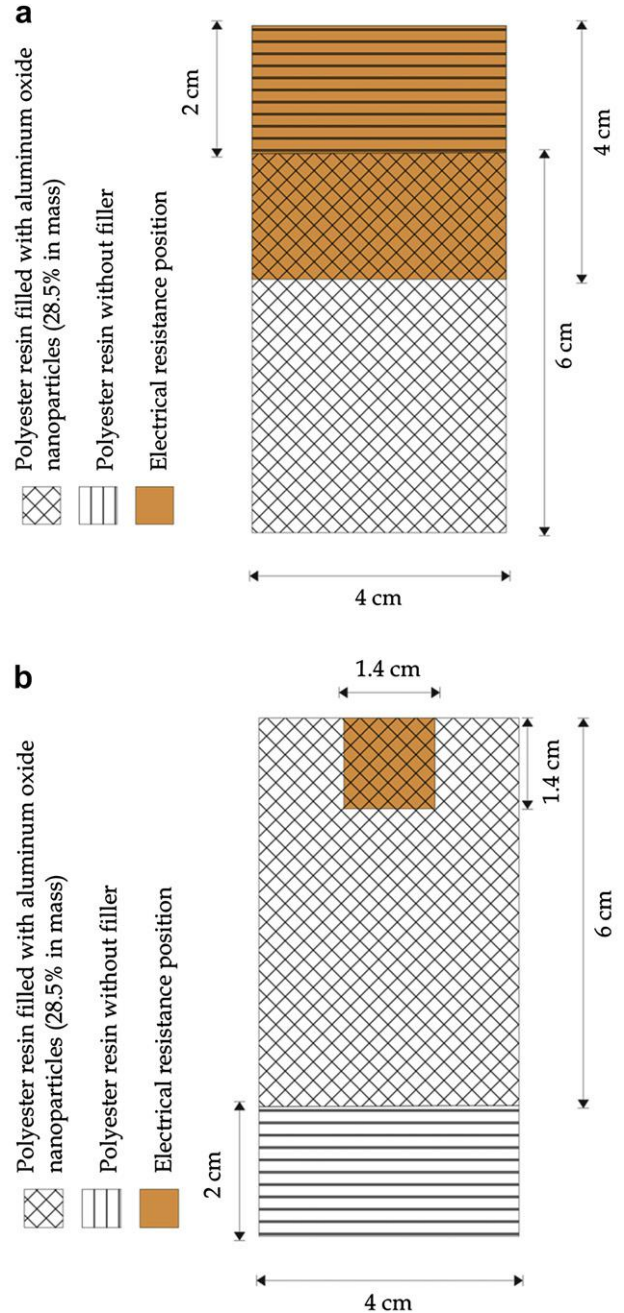 a
Polyester resin filled with aluminum oxide
nanoparticles (28.5% in mass)
Polyester resin without filler
Electrical resistance position
2 cm
4 cm
6 cm
4 cm
b
Polyester resin filled with aluminum oxide
nanoparticles (28.5% in mass)
Polyester resin without filler
Electrical resistance position
1.4 cm
1.4 cm
6 cm
2 cm
4 cm